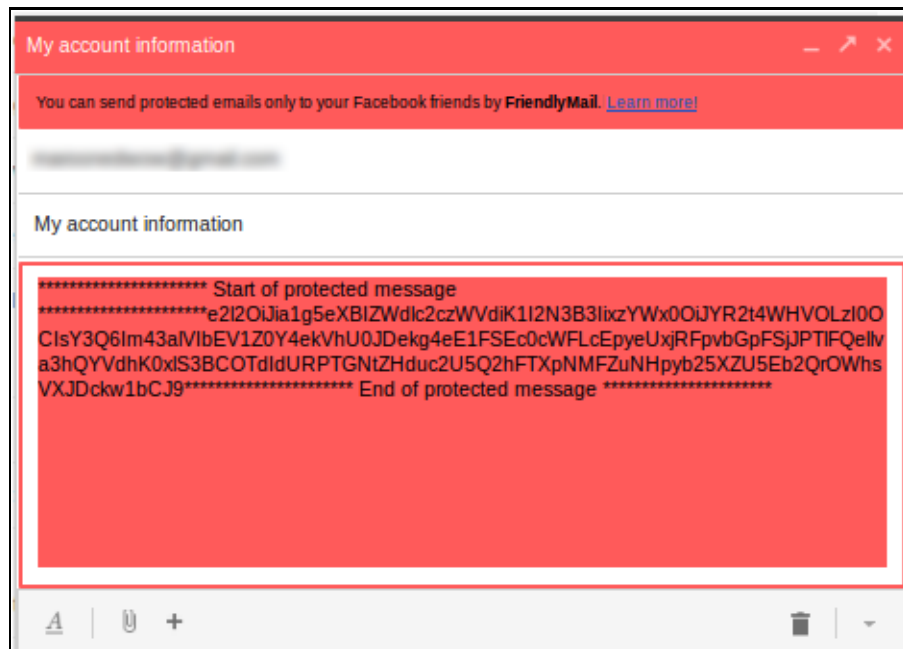 My account information
You can send protected emails only to your Facebook friends by FriendlyMail. Learn more!
My account information
********************** Start of protected message
**********************e2l2OiJia1g5eXBIZWdlc2czWVdiK1I2N3B3IixzYWx0OiJYR2t4WHVOLzI0O
CIsY3Q6Im43alVIbEV1Z0Y4ekVhU0JDekg4eE1FSEc0cWFLcEpyeUxjRFpvbGpFSjJPTlFQellv
a3hQYVdhK0xlS3BCOTdIdURPTGNtZHduc2U5Q2hFTXpNMFZuNHpyb25XZU5Eb2QrOWhs
VXJDckw1bCJ9********************** End of protected message **********************